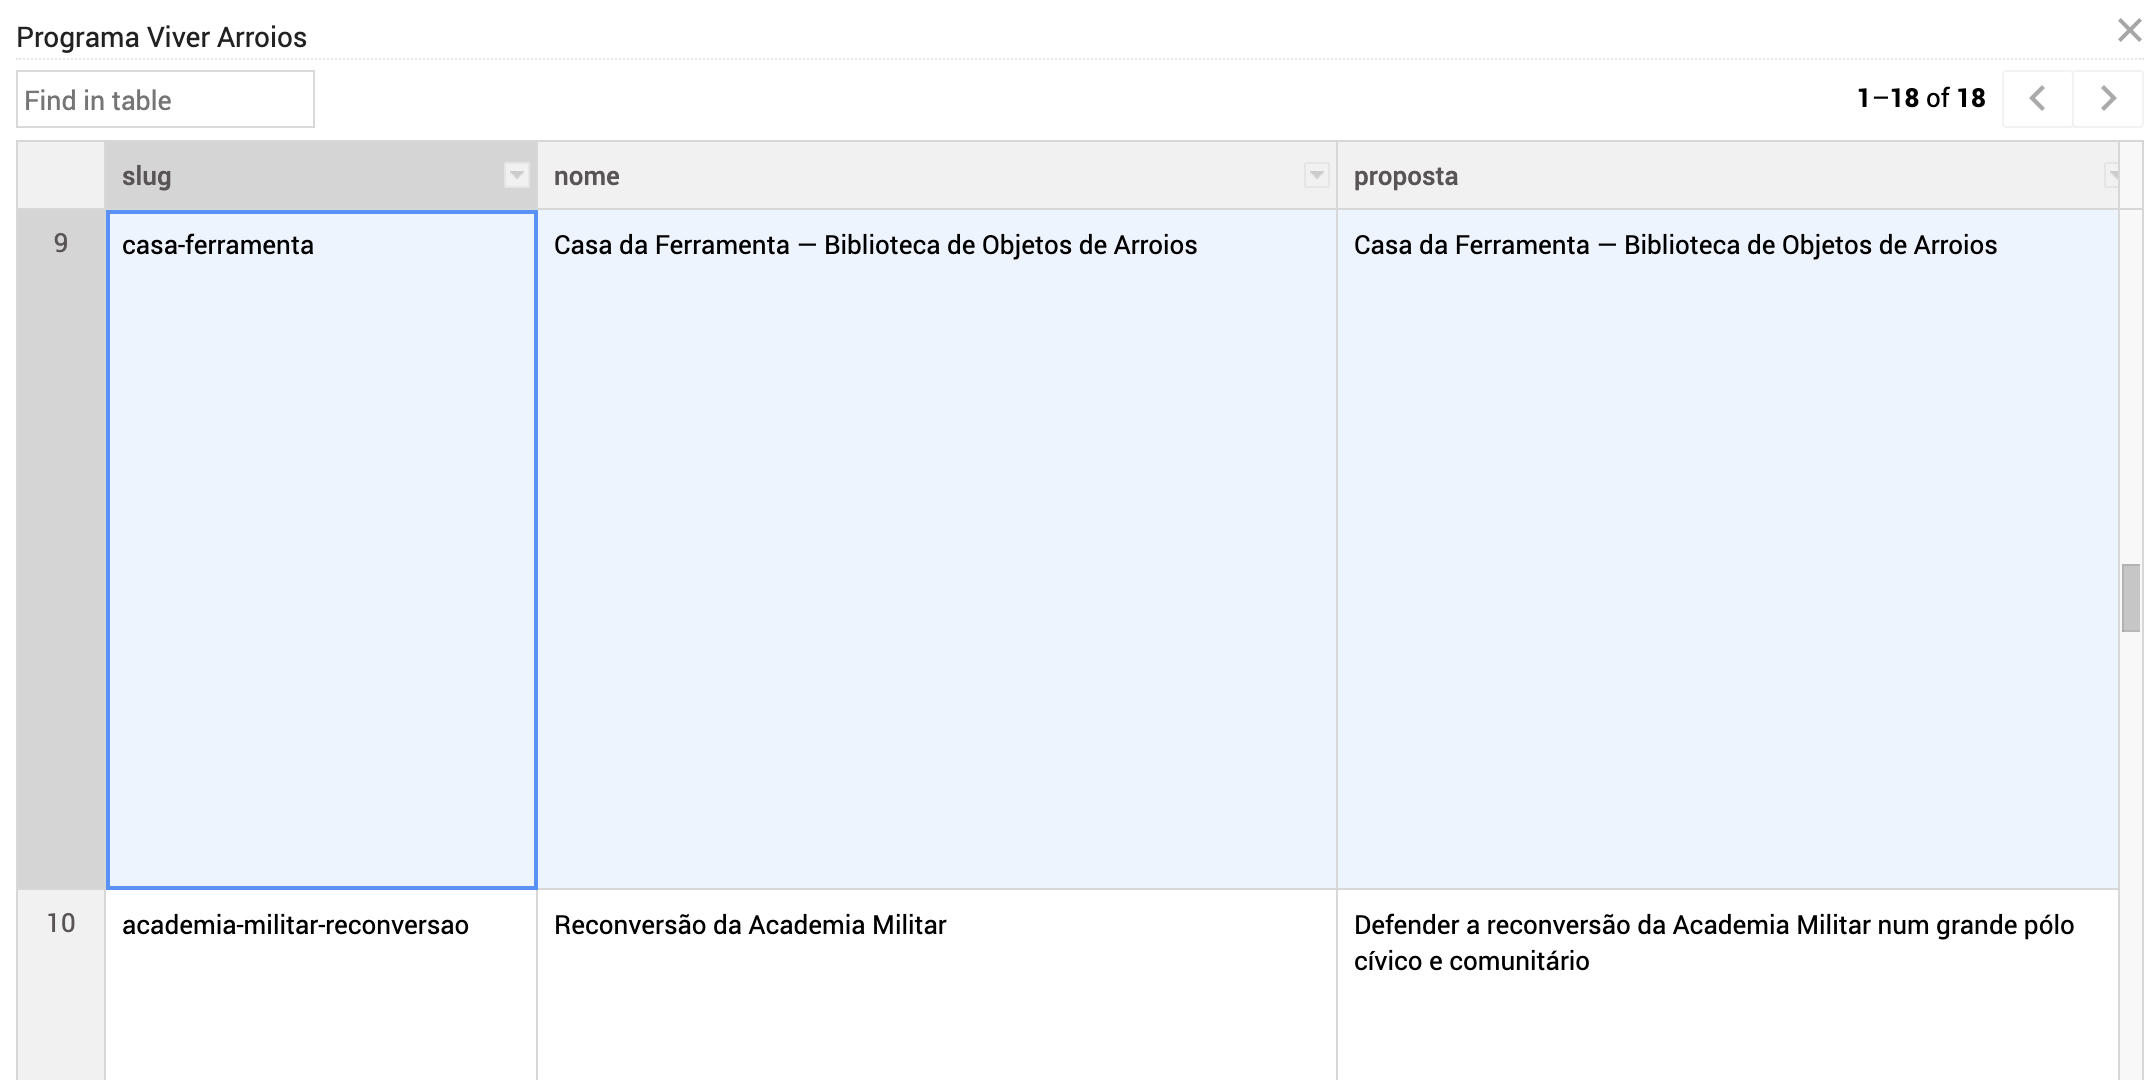 Programa Viver Arroios
Find in table
1–18 of 18
slug
nome
proposta
9
casa-ferramenta
Casa da Ferramenta — Biblioteca de Objetos de Arroios
Casa da Ferramenta — Biblioteca de Objetos de Arroios
10
academia-militar-reconversao
Reconversão da Academia Militar
Defender a reconversão da Academia Militar num grande pólo
cívico e comunitário